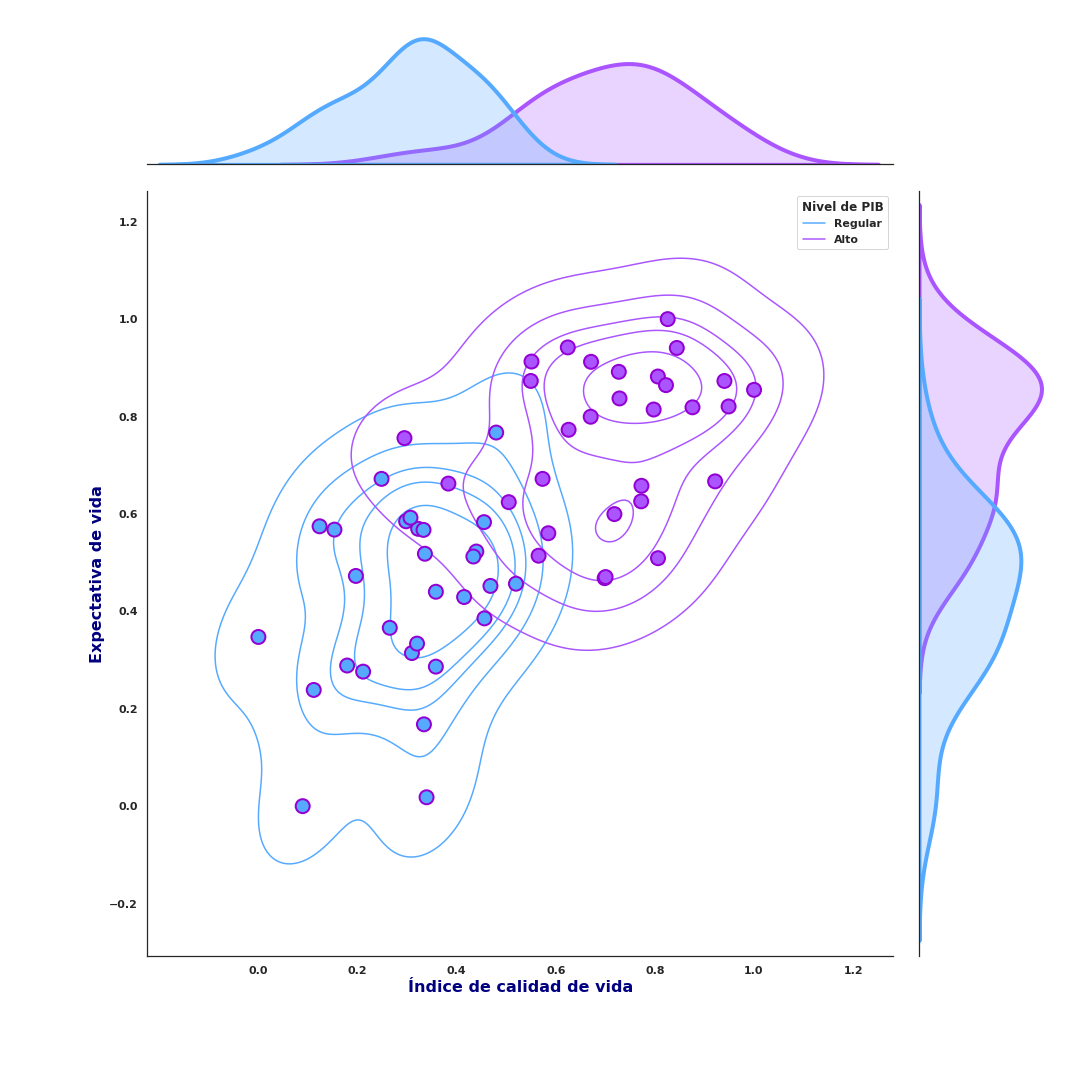 Nivel de PIB
Regular
Alto
Expectativa de vida
1.2
1.0
0.8
0.6
0.4
0.2
0.0
−0.2
0.0 0.2 0.4 0.6 0.8 1.0 1.2
Índice de calidad de vida